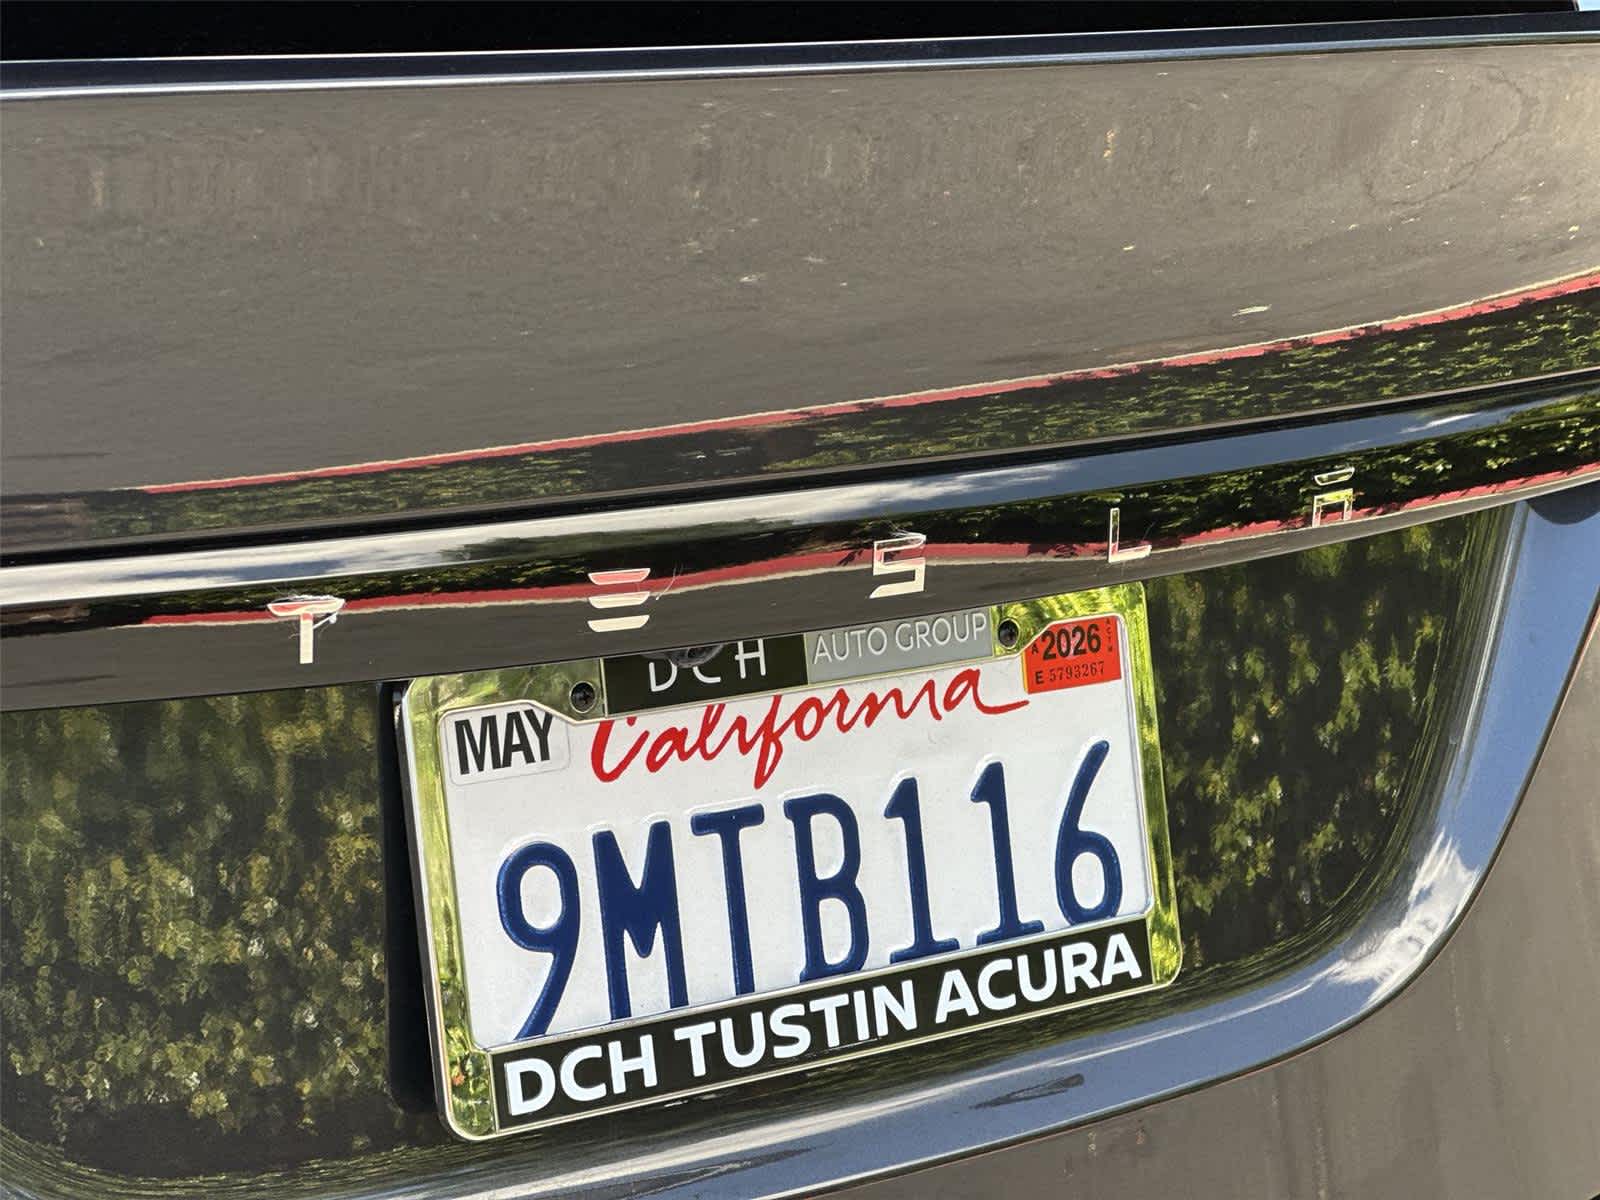 TESLA
DCH AUTO GROUP
MAY
California
2026
E 5793267
9MTB116
DCH TUSTIN ACURA